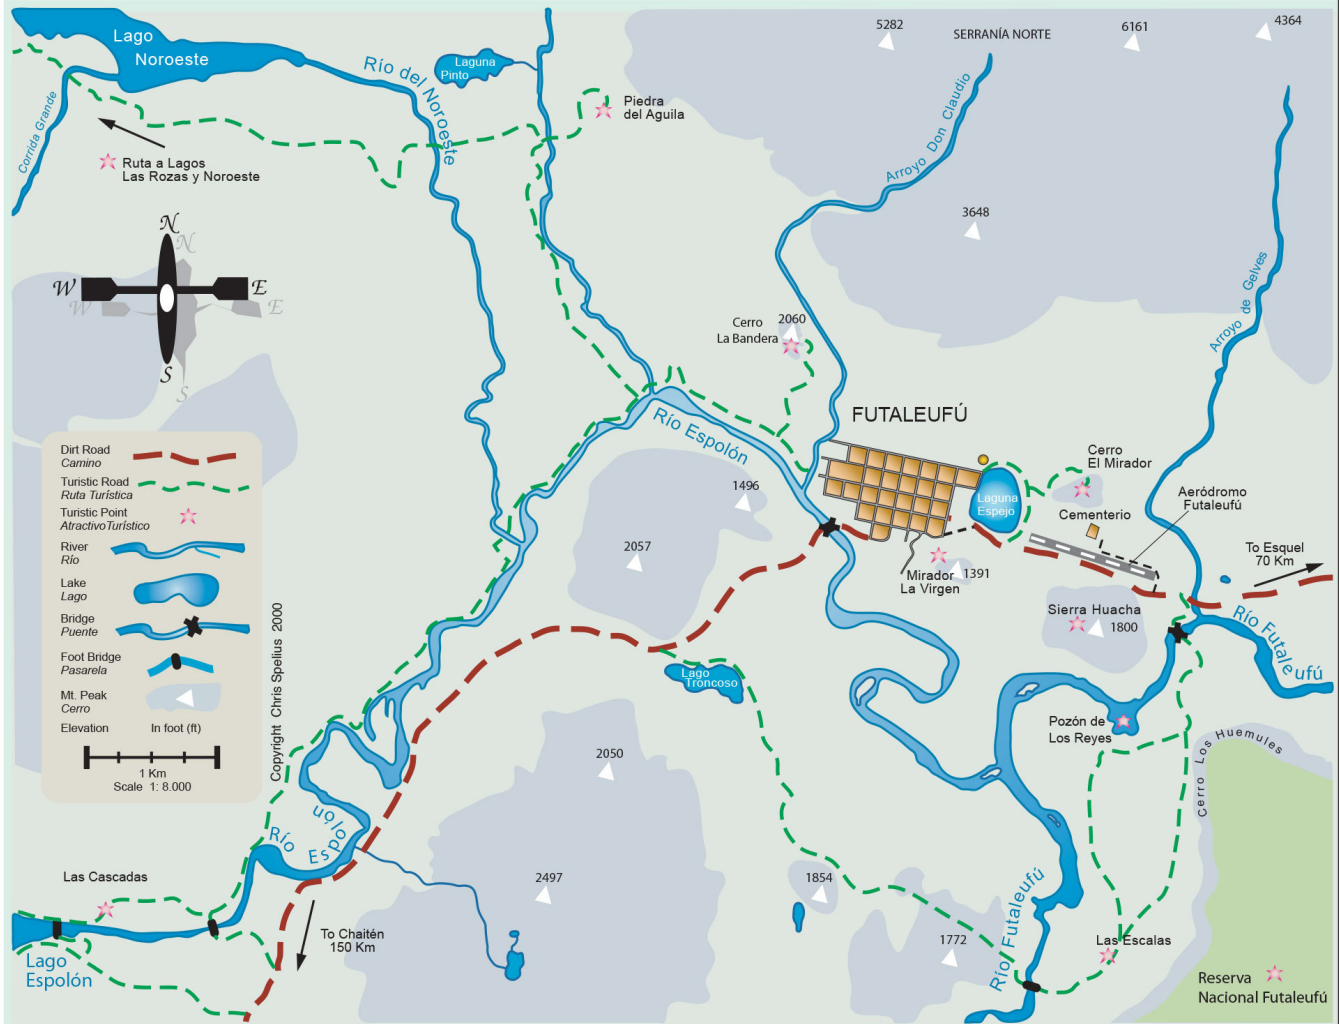 Lago
Noroeste
Río del Noroeste
Laguna
Pinto
5282
SERRANÍA NORTE
6161
4364
Corrida Grande
Piedra
del Aguila
Arroyo Don Claudio
Ruta a Lagos
Las Rozas y Noroeste
3648
N
N
W
W
E
E
S
S
Arroyo de Gelves
Cerro
La Bandera
2060
FUTALEUFÚ
Río Espolón
Dirt Road
Camino
Turistic Road
Ruta Turística
Turistic Point
AtractivoTurístico
River
Río
Lake
Lago
Bridge
Puente
Foot Bridge
Pasarela
Mt. Peak
Cerro
Elevation
In foot (ft)
1 Km
Scale 1: 8.000
Copyright Chris Spelius 2000
1496
2057
Cerro
El Mirador
Laguna
Espejo
Cementerio
Aeródromo
Futaleufú
To Esquel
70 Km
Mirador
La Virgen
1391
Sierra Huacha
1800
Río Futaleufú
Lago
Troncoso
Pozón de
Los Reyes
Cerro Los Huemules
2050
Río Espolón
Las Cascadas
2497
1854
To Chaitén
150 Km
1772
Río Futaleufú
Las Escalas
Lago
Espolón
Reserva
Nacional Futaleufú